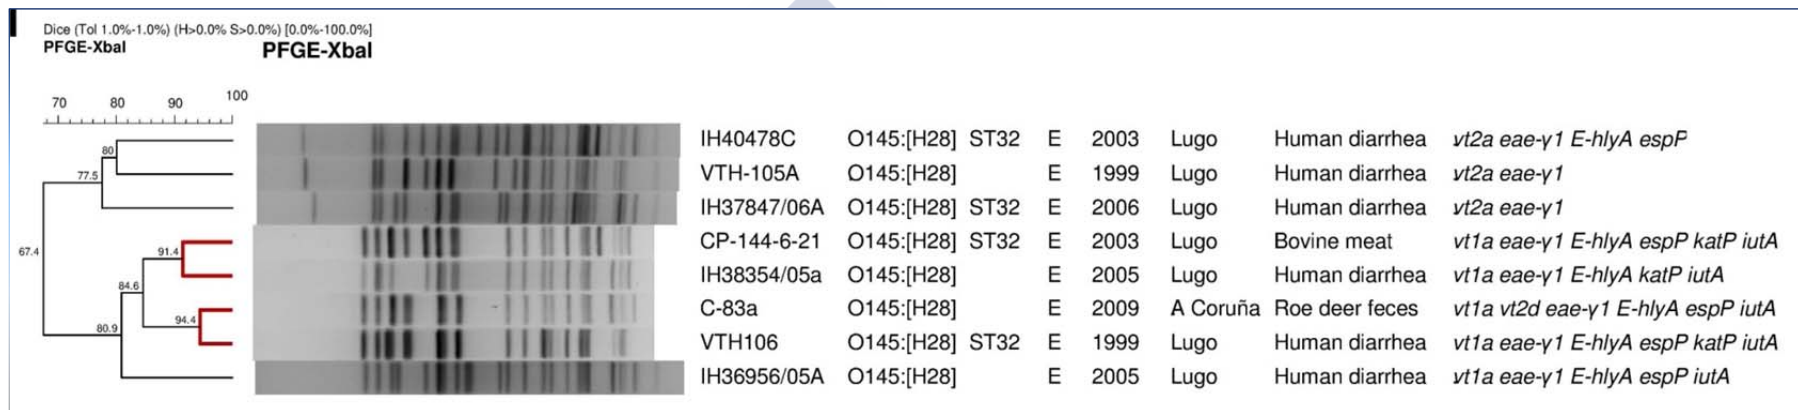 Dice (Tol 1.0%-1.0%) (H>0.0% S>0.0%) [0.0%-100.0%]
PFGE-XbaI PFGE-XbaI
70 80 90 100
IH40478C O145:[H28] ST32 E 2003 Lugo Human diarrhea vt2a eae-γ1 E-hlyA espP
80
VTH-105A O145:[H28] E 1999 Lugo Human diarrhea vt2a eae-γ1
77.5
IH37847/06A O145:[H28] ST32 E 2006 Lugo Human diarrhea vt2a eae-γ1
CP-144-6-21 O145:[H28] ST32 E 2003 Lugo Bovine meat vt1a eae-γ1 E-hlyA espP katP iutA
67.4 91.4
IH38354/05a O145:[H28] E 2005 Lugo Human diarrhea vt1a eae-γ1 E-hlyA katP iutA
84.6
C-83a O145:[H28] E 2009 A Coruña Roe deer feces vt1a vt2d eae-γ1 E-hlyA espP iutA
94.4
80.9
VTH106 O145:[H28] ST32 E 1999 Lugo Human diarrhea vt1a eae-γ1 E-hlyA espP katP iutA
IH36956/05A O145:[H28] E 2005 Lugo Human diarrhea vt1a eae-γ1 E-hlyA espP iutA